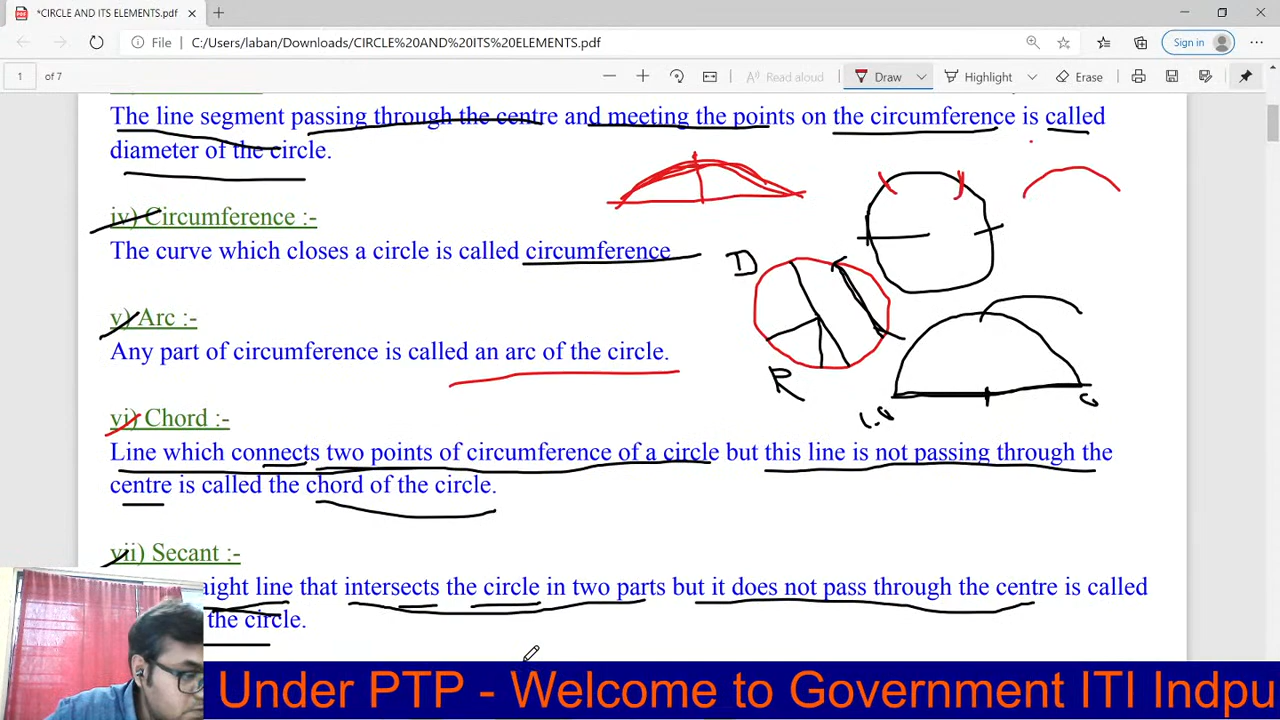 *CIRCLE AND ITS ELEMENTS.pdf
File C:/Users/laban/Downloads/CIRCLE%20AND%20ITS%20ELEMENTS.pdf Sign in
1 of 7 Read aloud Draw Highlight Erase
The line segment passing through the centre and meeting the points on the circumference is called
diameter of the circle.
iv) Circumference :-
The curve which closes a circle is called circumference
D
v) Arc :-
Any part of circumference is called an arc of the circle.
R
vi) Chord :-
Line which connects two points of circumference of a circle but this line is not passing through the
centre is called the chord of the circle.
vii) Secant :-
ight line that intersects the circle in two parts but it does not pass through the centre is called
the circle.
Under PTP - Welcome to Government ITI Indpu